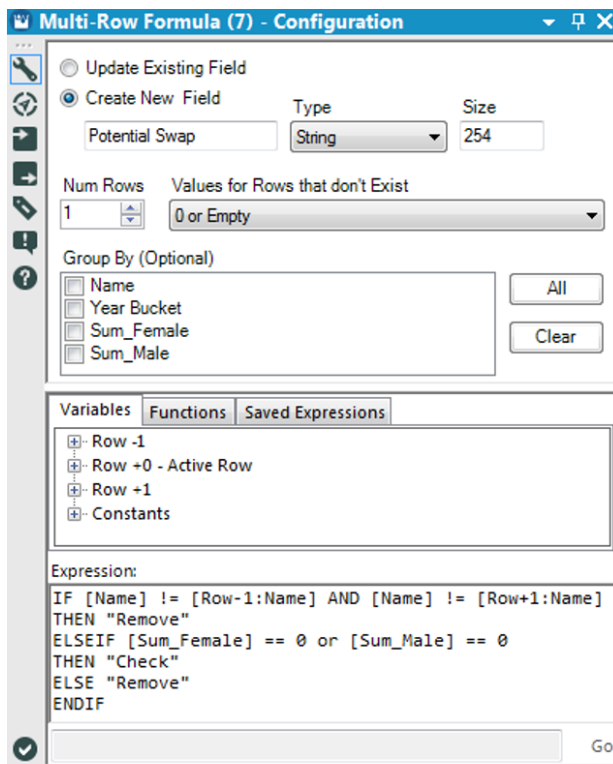 Multi-Row Formula (7) - Configuration
Update Existing Field
Create New Field
Type
Size
Potential Swap
String
254
Num Rows
Values for Rows that don't Exist
1
0 or Empty
Group By (Optional)
Name
Year Bucket
Sum_Female
Sum_Male
All
Clear
Variables
Functions
Saved Expressions
Row -1
Row +0 - Active Row
Row +1
Constants
Expression:
IF [Name] != [Row-1:Name] AND [Name] != [Row+1:Name]
THEN "Remove"
ELSEIF [Sum_Female] == 0 or [Sum_Male] == 0
THEN "Check"
ELSE "Remove"
ENDIF
Go